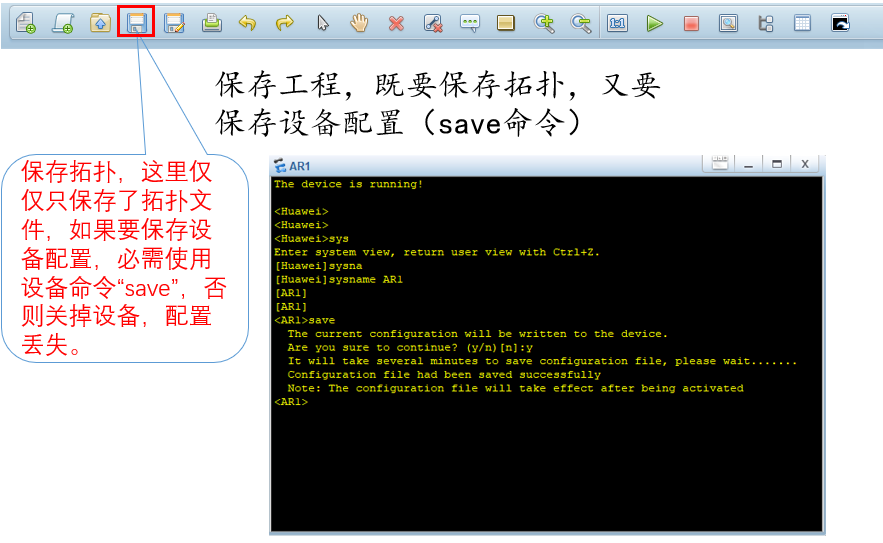 1:1
保存工程，既要保存拓扑，又要
保存设备配置（save命令）
保存拓扑，这里仅
仅只保存了拓扑文
件，如果要保存设
备配置，必需使用
设备命令“save”，否
则关掉设备，配置
丢失。
AR1
The device is running!
<Huawei>
<Huawei>
<Huawei>sys
Enter system view, return user view with Ctrl+Z.
[Huawei]sysna
[Huawei]sysname AR1
[AR1]
[AR1]
<AR1>save
The current configuration will be written to the device.
Are you sure to continue? (y/n)[n]:y
It will take several minutes to save configuration file, please wait.......
Configuration file had been saved successfully
Note: The configuration file will take effect after being activated
<AR1>